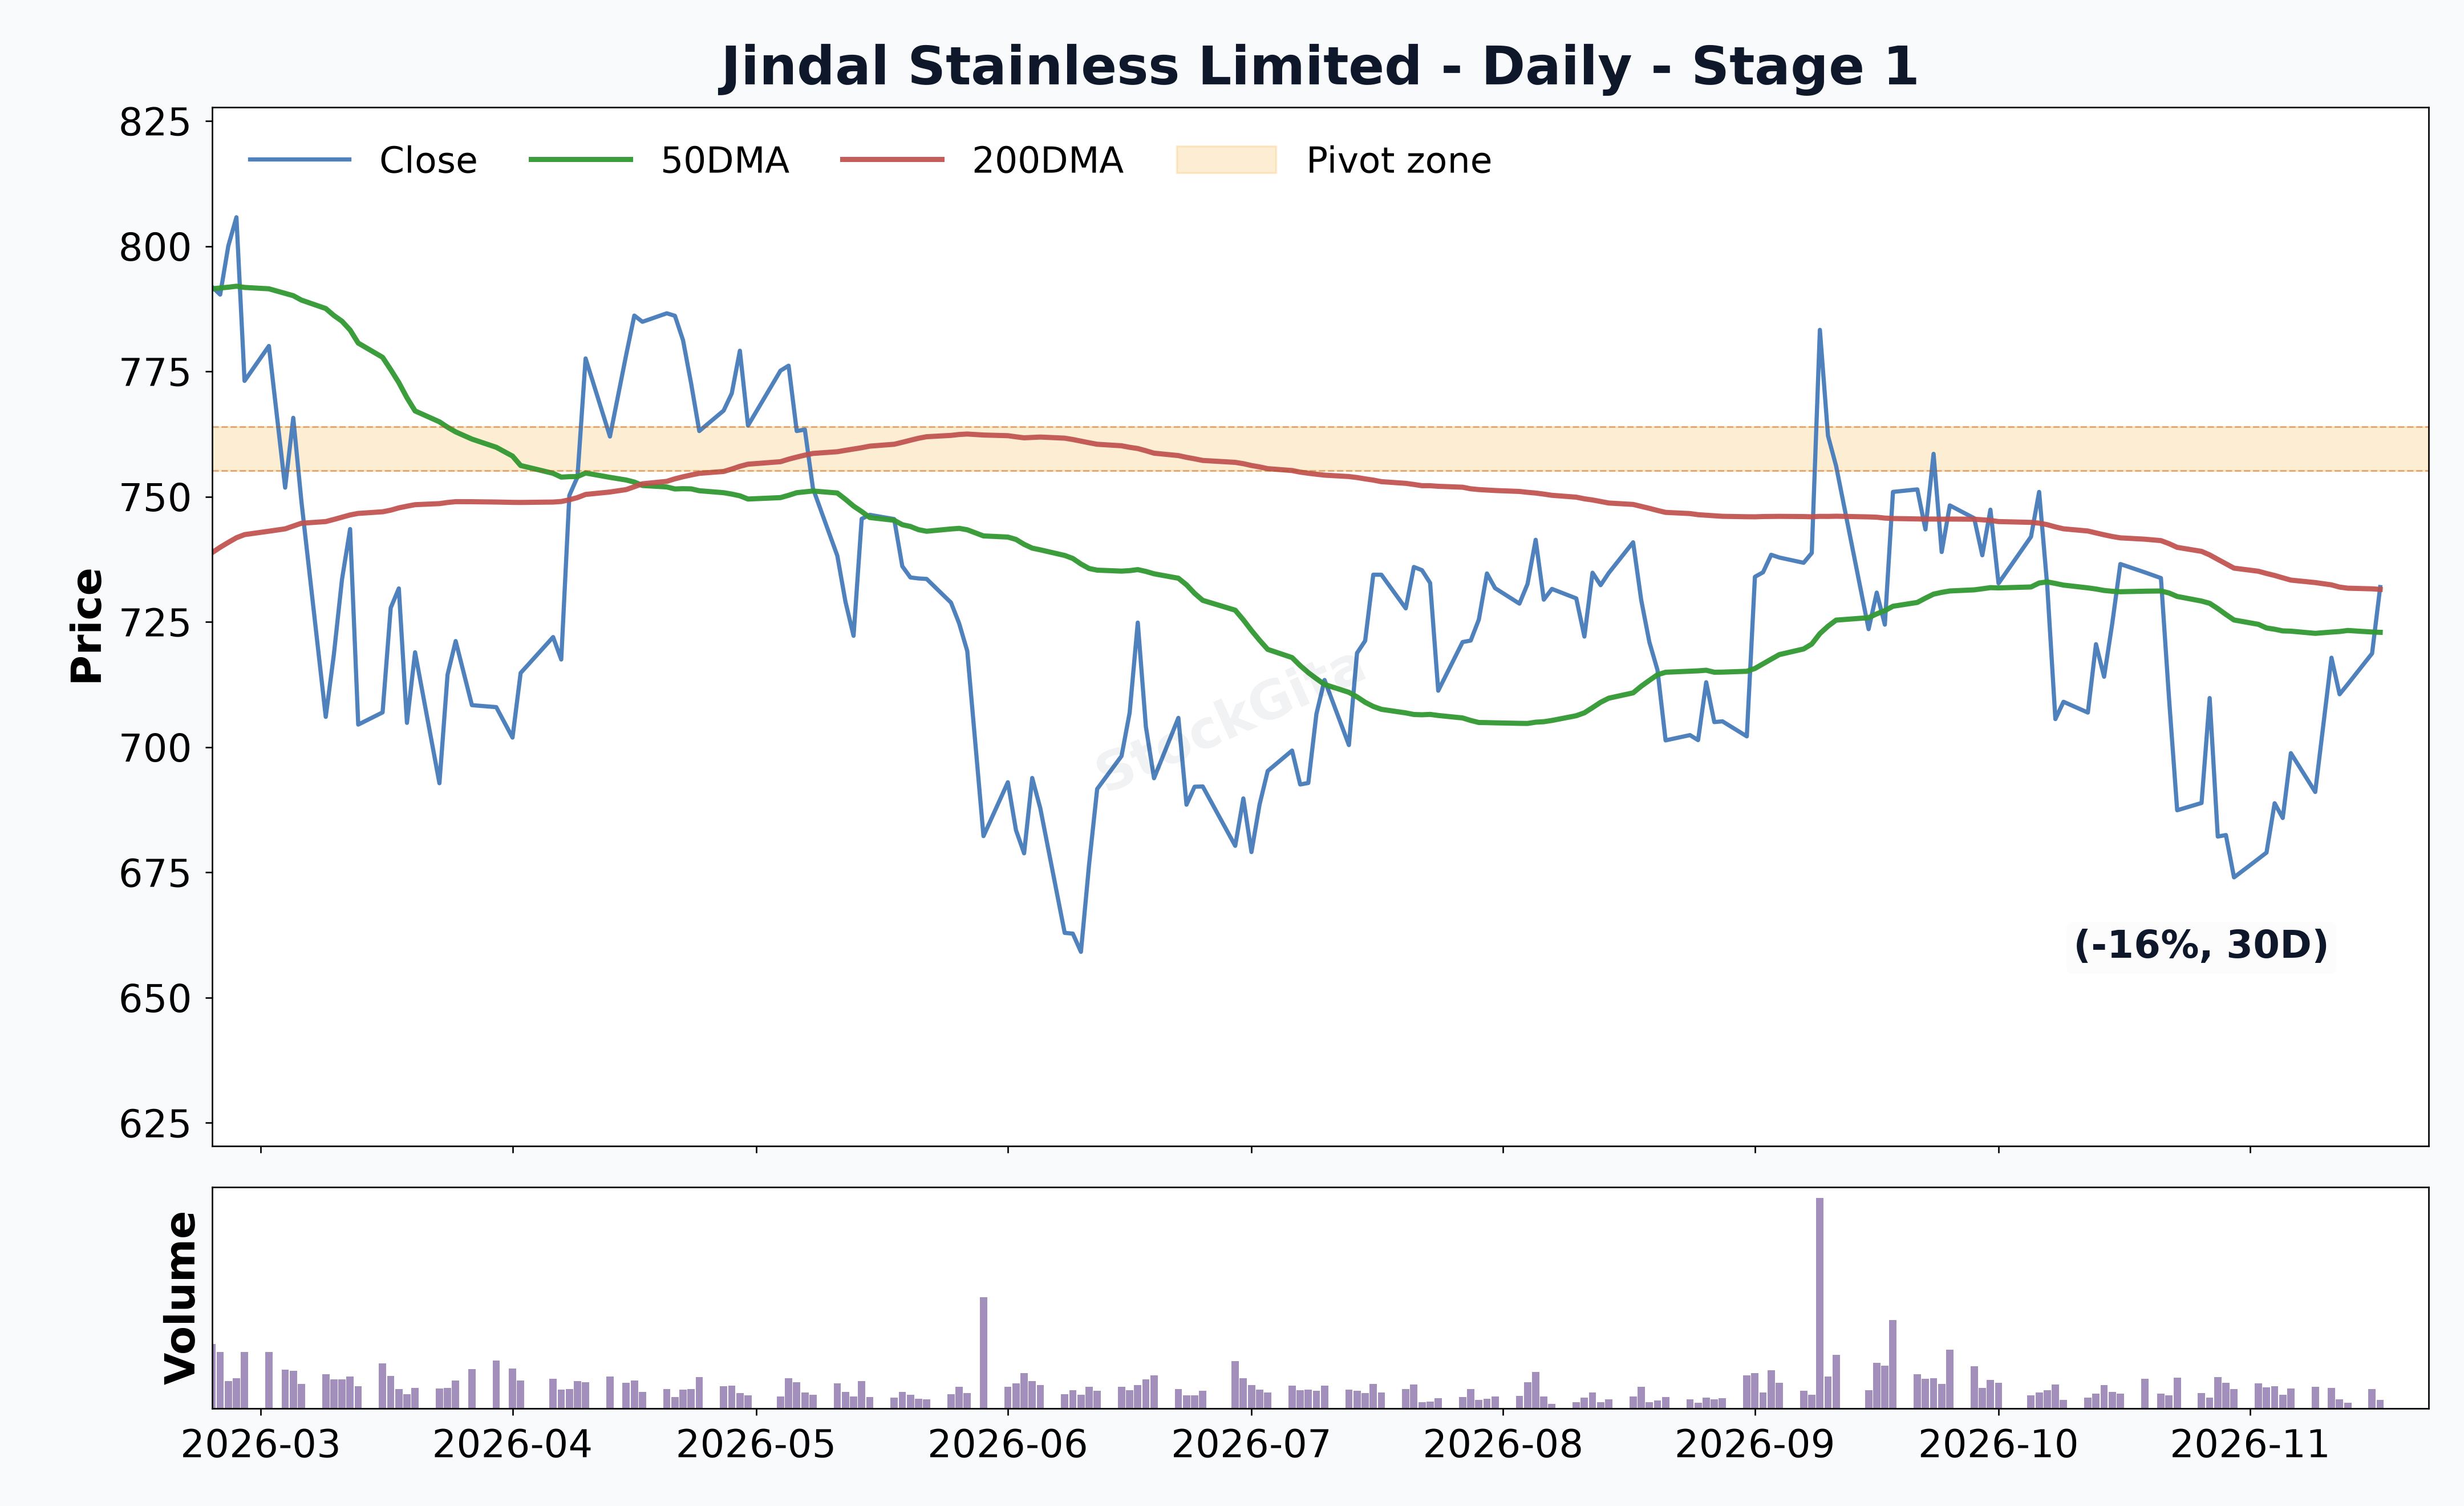 Jindal Stainless Limited - Daily - Stage 1
Close 50DMA 200DMA Pivot zone
825
800
775
750
725
700
675
650
625
Price
StockGita
(-16%, 30D)
Volume
2026-03 2026-04 2026-05 2026-06 2026-07 2026-08 2026-09 2026-10 2026-11